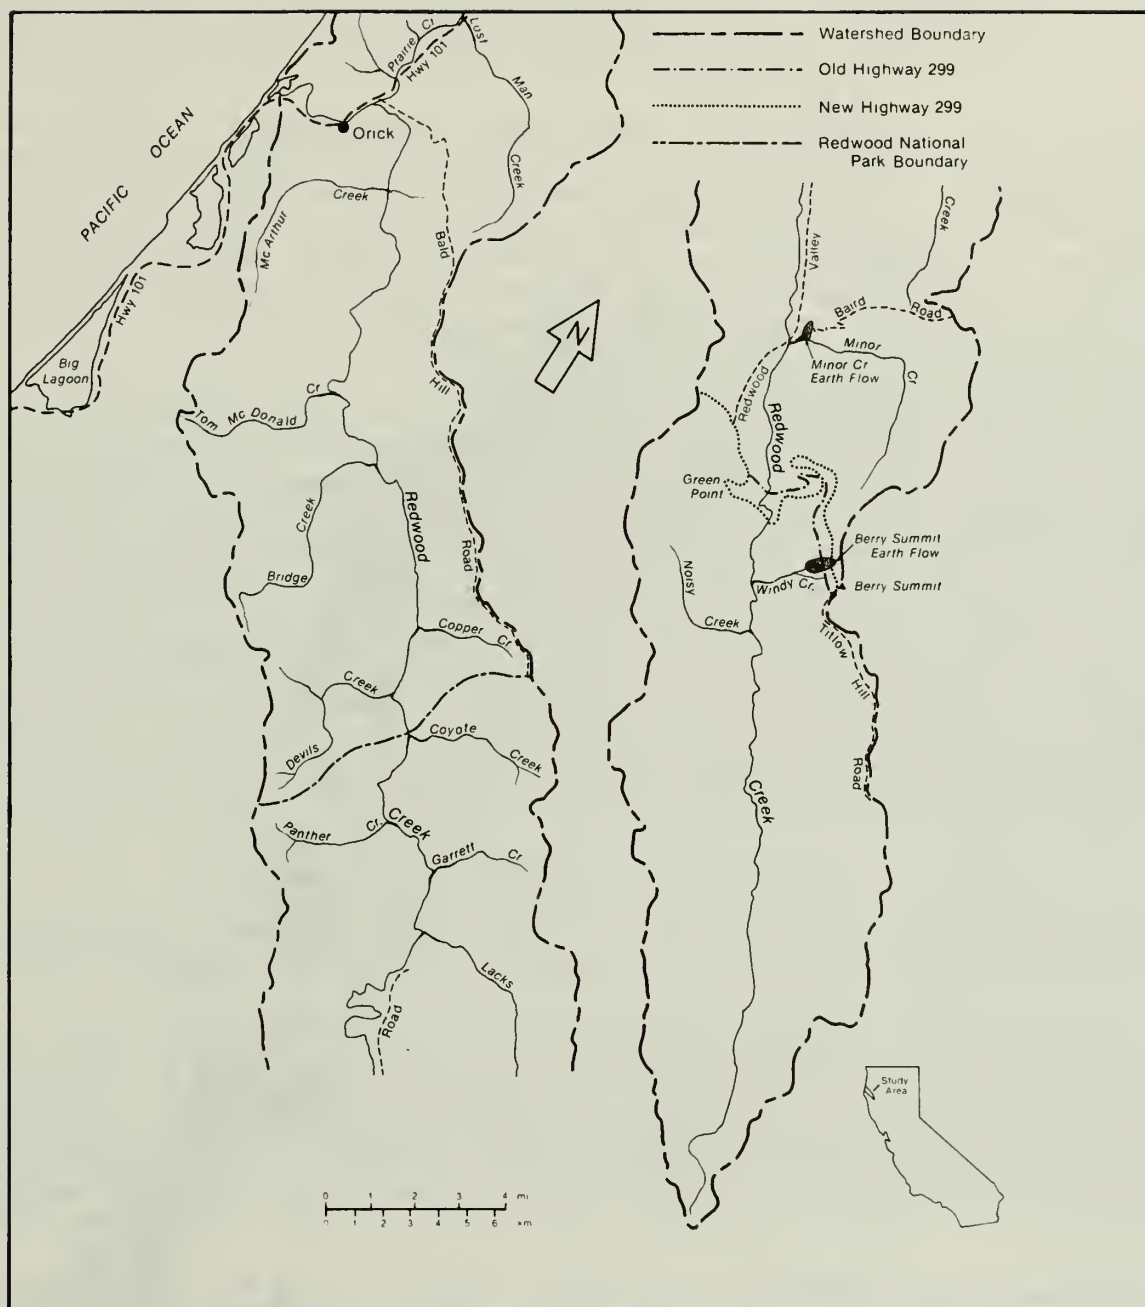 Watershed Boundary
Old Highway 299
New Highway 299
Redwood National
Park Boundary
PACIFIC OCEAN
Prairie Cr
Hwy 101
Lost Man Creek
Orick
Mc Arthur Creek
Bald Hill Road
Hwy 101
Big
Lagoon
Tom Mc Donald Cr
Bridge Creek
Redwood Creek
Copper Cr
Devils Creek
Coyote Creek
Panther Cr.
Garrett Cr
Lacks
Road
N
Creek
Redwood Valley
Baird Road
Minor Cr
Minor Cr
Earth Flow
Redwood Creek
Green
Point
Berry Summit
Earth Flow
Berry Summit
Windy Cr.
Noisy Creek
Titlow Hill Road
Study
Area
0 1 2 3 4 mi
0 1 2 3 4 5 6 km